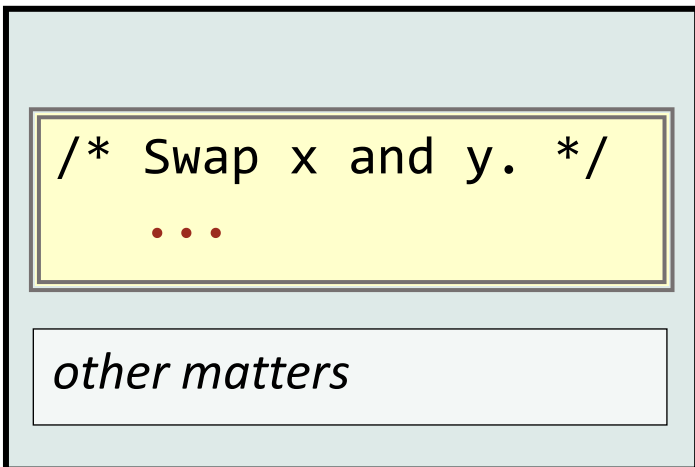 /* Swap x and y. */
...
other matters